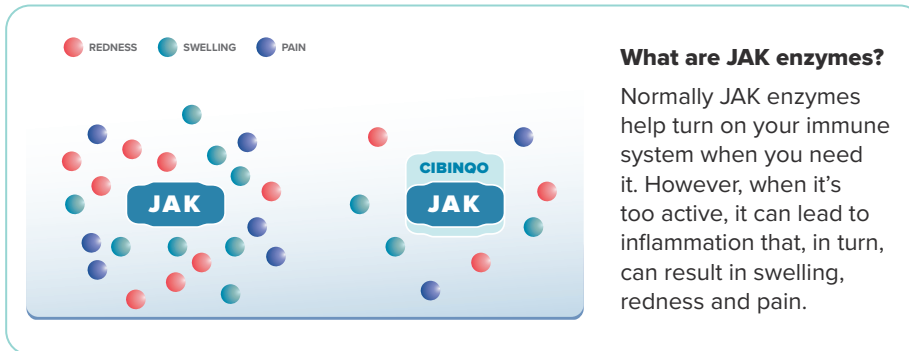 REDNESS SWELLING PAIN
JAK
CIBINQO
JAK
What are JAK enzymes?
Normally JAK enzymes
help turn on your immune
system when you need
it. However, when it’s
too active, it can lead to
inflammation that, in turn,
can result in swelling,
redness and pain.